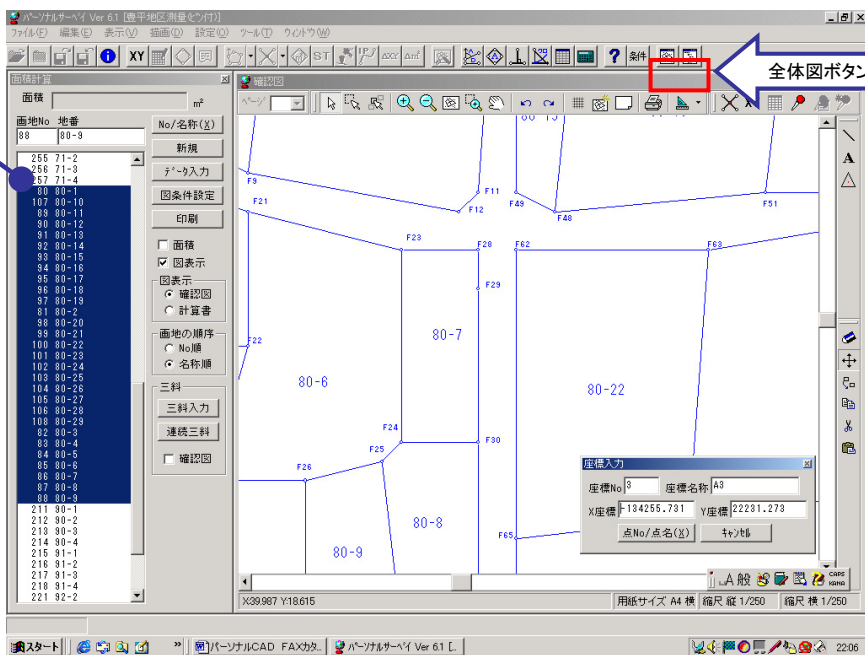 パーソナルサーベイ Ver 6.1 [豊平地区測量(ピン付)]
ファイル(F) 編集(E) 表示(V) 描画(D) 設定(O) ツール(T) ウィンドウ(W)
XY
ST
条件
全体図ボタン
面積計算
面積 ㎡
画地No 地番
88 80-9
No/名称(X)
新規
データ入力
図条件設定
印刷
面積
図表示
図表示
確認図
計算書
画地の順序
No順
名称順
三斜
三斜入力
連続三斜
確認図
255 71-2
256 71-3
257 71-4
80 80-1
107 80-10
89 80-11
90 80-12
91 80-13
92 80-14
93 80-15
94 80-16
95 80-17
96 80-18
97 80-19
81 80-2
98 80-20
99 80-21
100 80-22
101 80-23
102 80-24
103 80-25
104 80-26
105 80-27
106 80-28
108 80-29
82 80-3
83 80-4
84 80-5
85 80-6
86 80-7
87 80-8
88 80-9
211 90-1
212 90-2
213 90-3
214 90-4
215 91-1
216 91-2
217 91-3
218 91-4
221 92-2
確認図
ページ
A
F9
F11
F12
F49
F48
F51
F21
F23
F28
F62
F63
F29
F22
80-7
80-6
80-22
F24
F30
F25
F26
F65
80-8
80-9
座標入力
座標No 3 座標名称 A3
X座標 -134255.731 Y座標 22231.273
点No/点名(X) キャンセル
A 般 CAPS KANA
X:39.987 Y:18.615
用紙サイズ A4 横 縮尺 縦 1/250 縮尺 横 1/250
スタート
パーソナルCAD FAXカタ..
パーソナルサーベイ Ver 6.1 [..
22:06